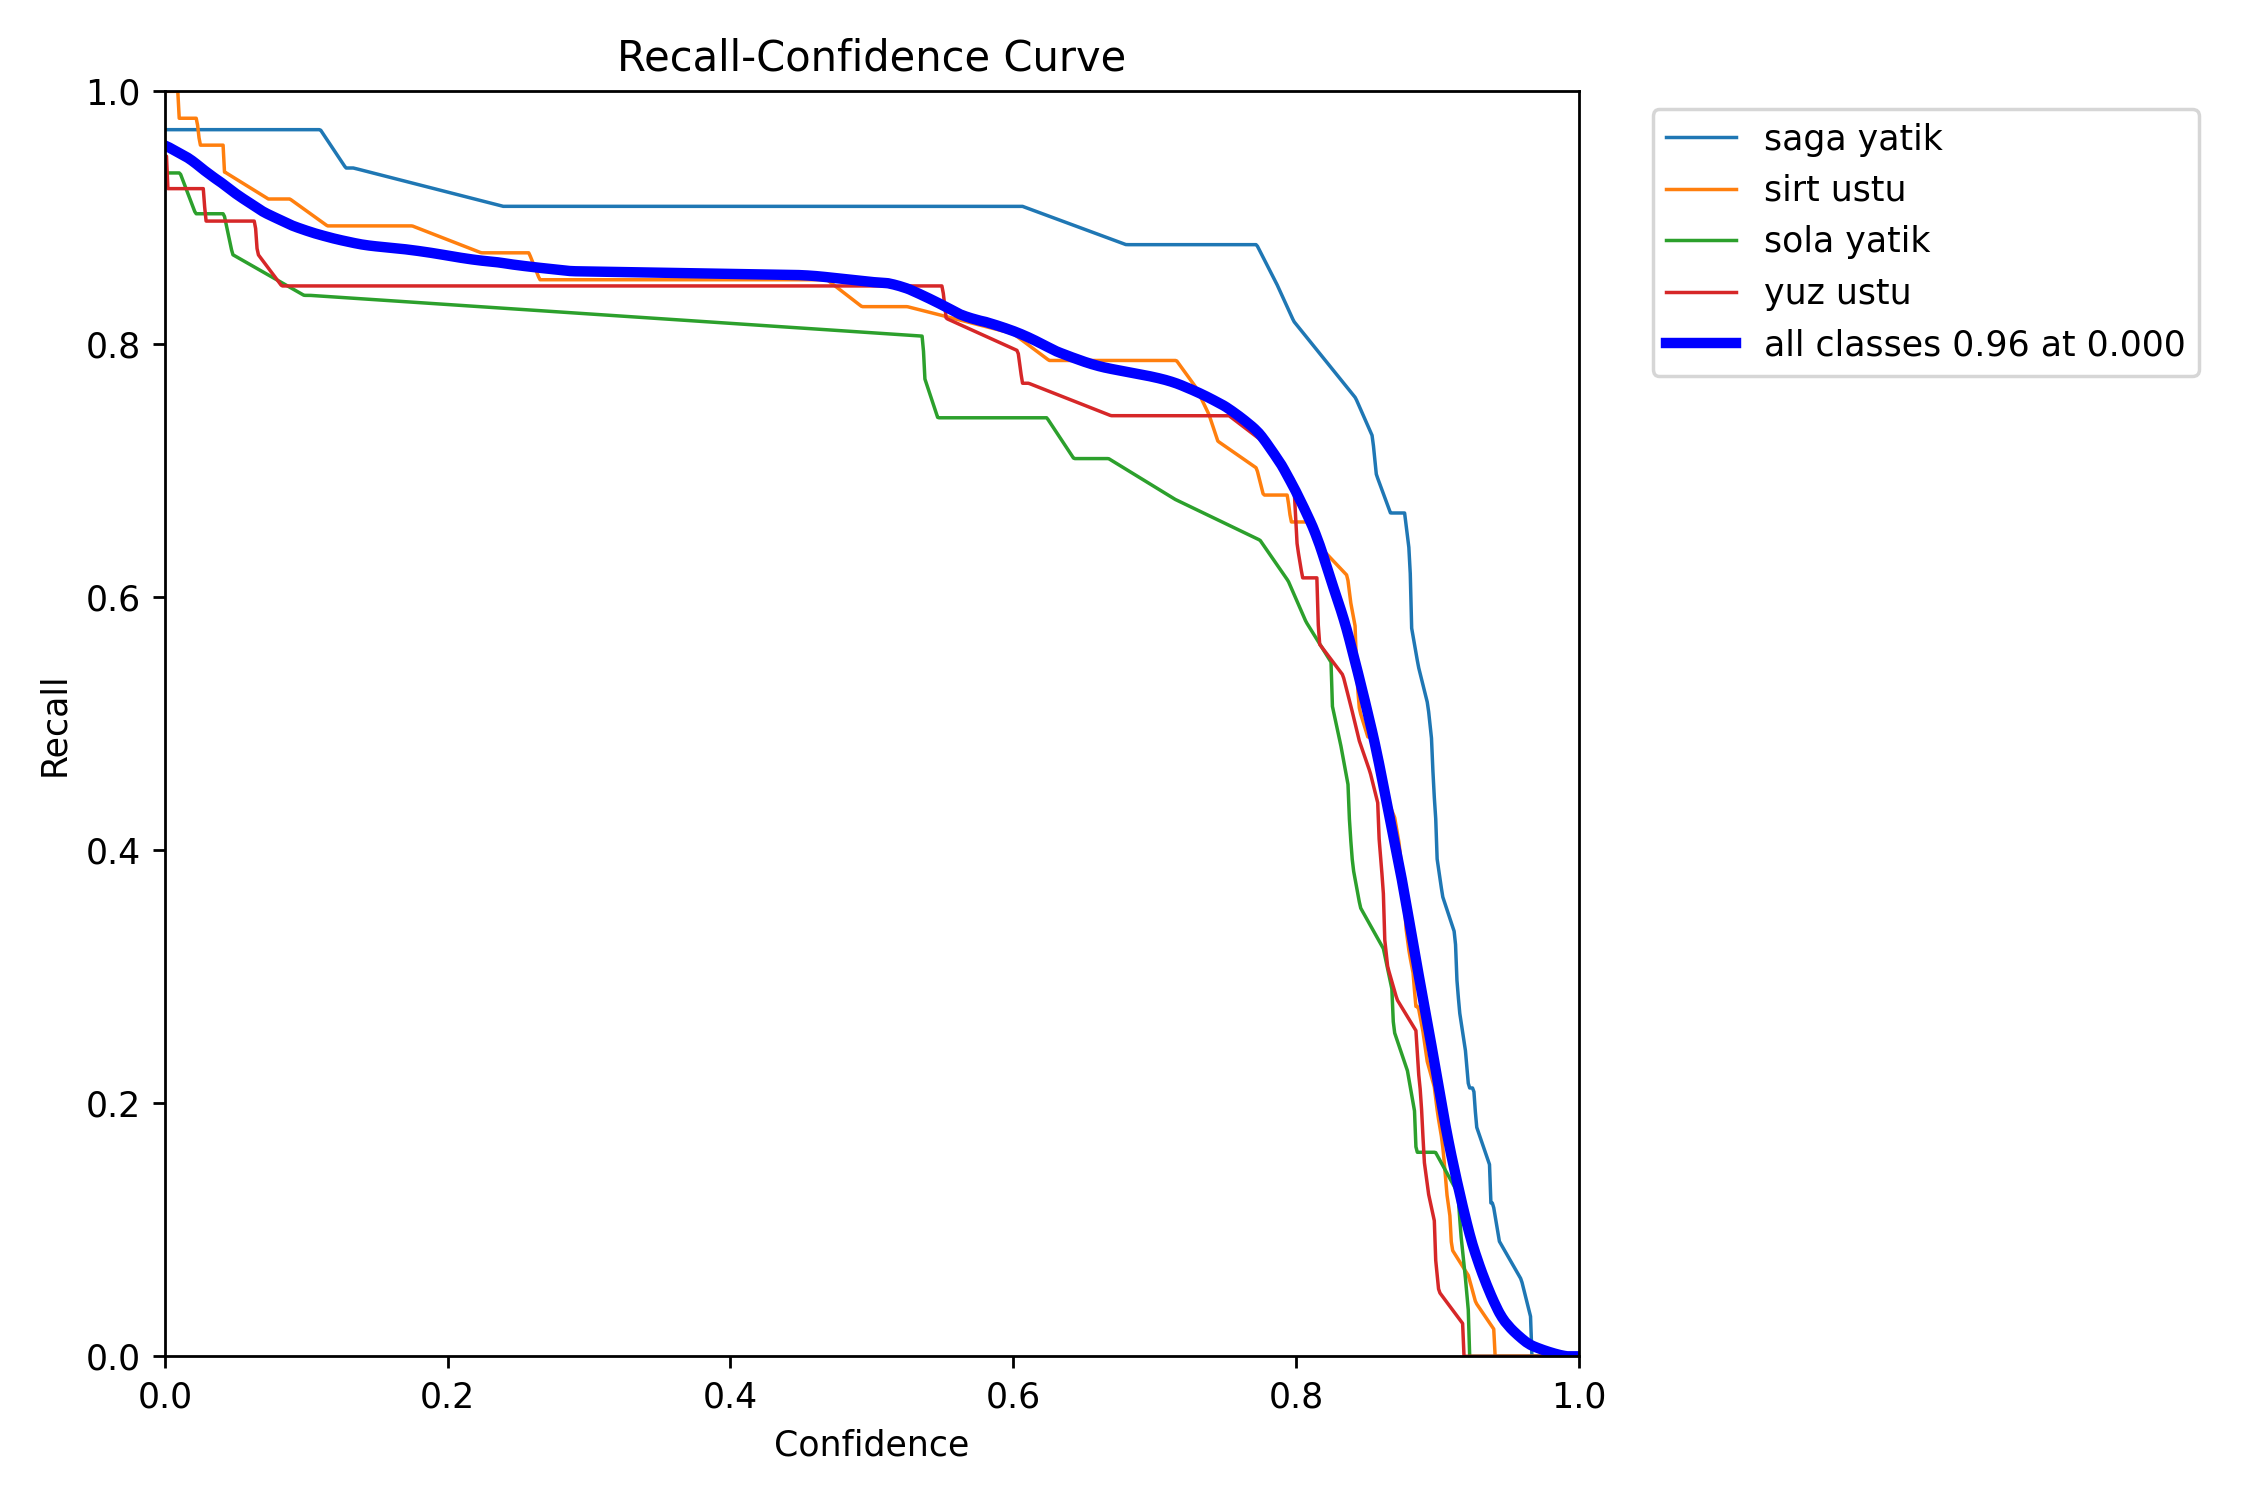 Recall-Confidence Curve
1.0
0.8
0.6
0.4
0.2
0.0
Recall
0.0 0.2 0.4 0.6 0.8 1.0
Confidence
saga yatik
sirt ustu
sola yatik
yuz ustu
all classes 0.96 at 0.000